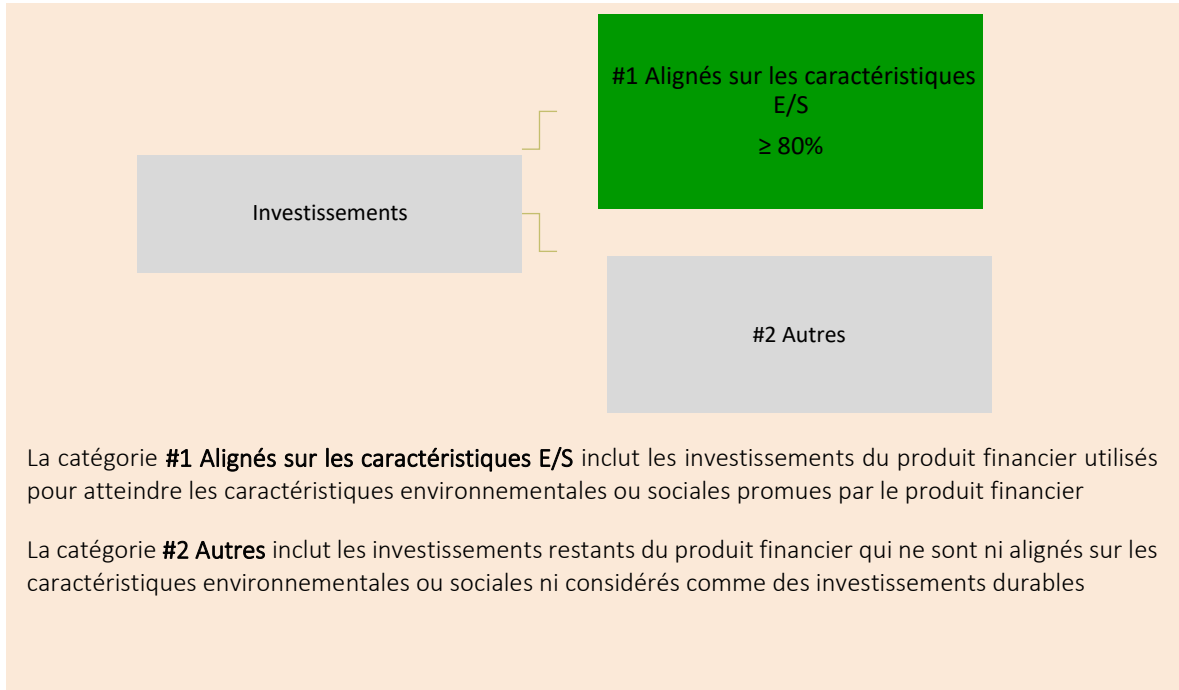 #1 Alignés sur les caractéristiques
E/S
≥ 80%
Investissements
#2 Autres
La catégorie #1 Alignés sur les caractéristiques E/S inclut les investissements du produit financier utilisés
pour atteindre les caractéristiques environnementales ou sociales promues par le produit financier
La catégorie #2 Autres inclut les investissements restants du produit financier qui ne sont ni alignés sur les
caractéristiques environnementales ou sociales ni considérés comme des investissements durables